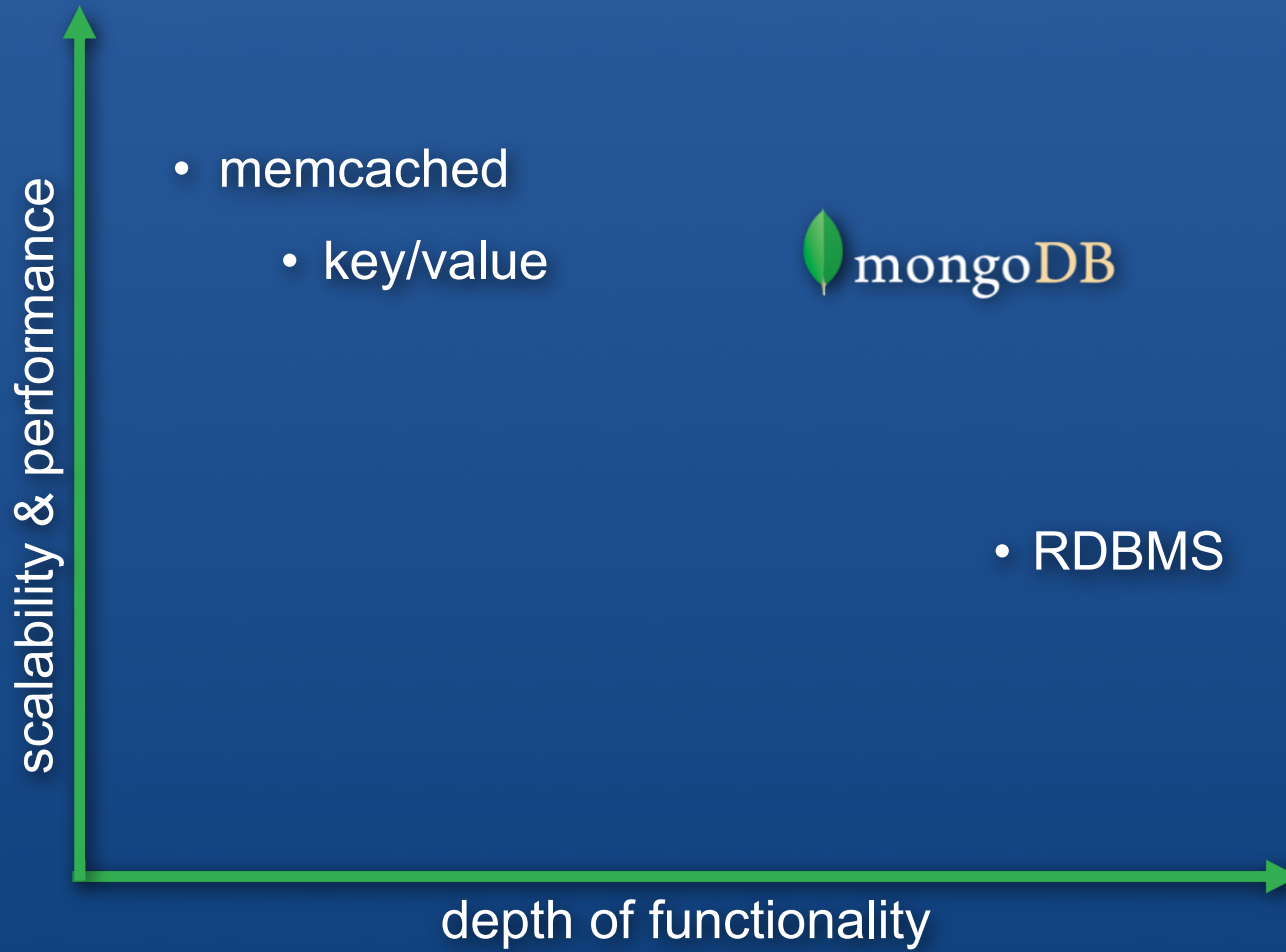 scalability & performance
• memcached
• key/value
mongoDB
• RDBMS
depth of functionality